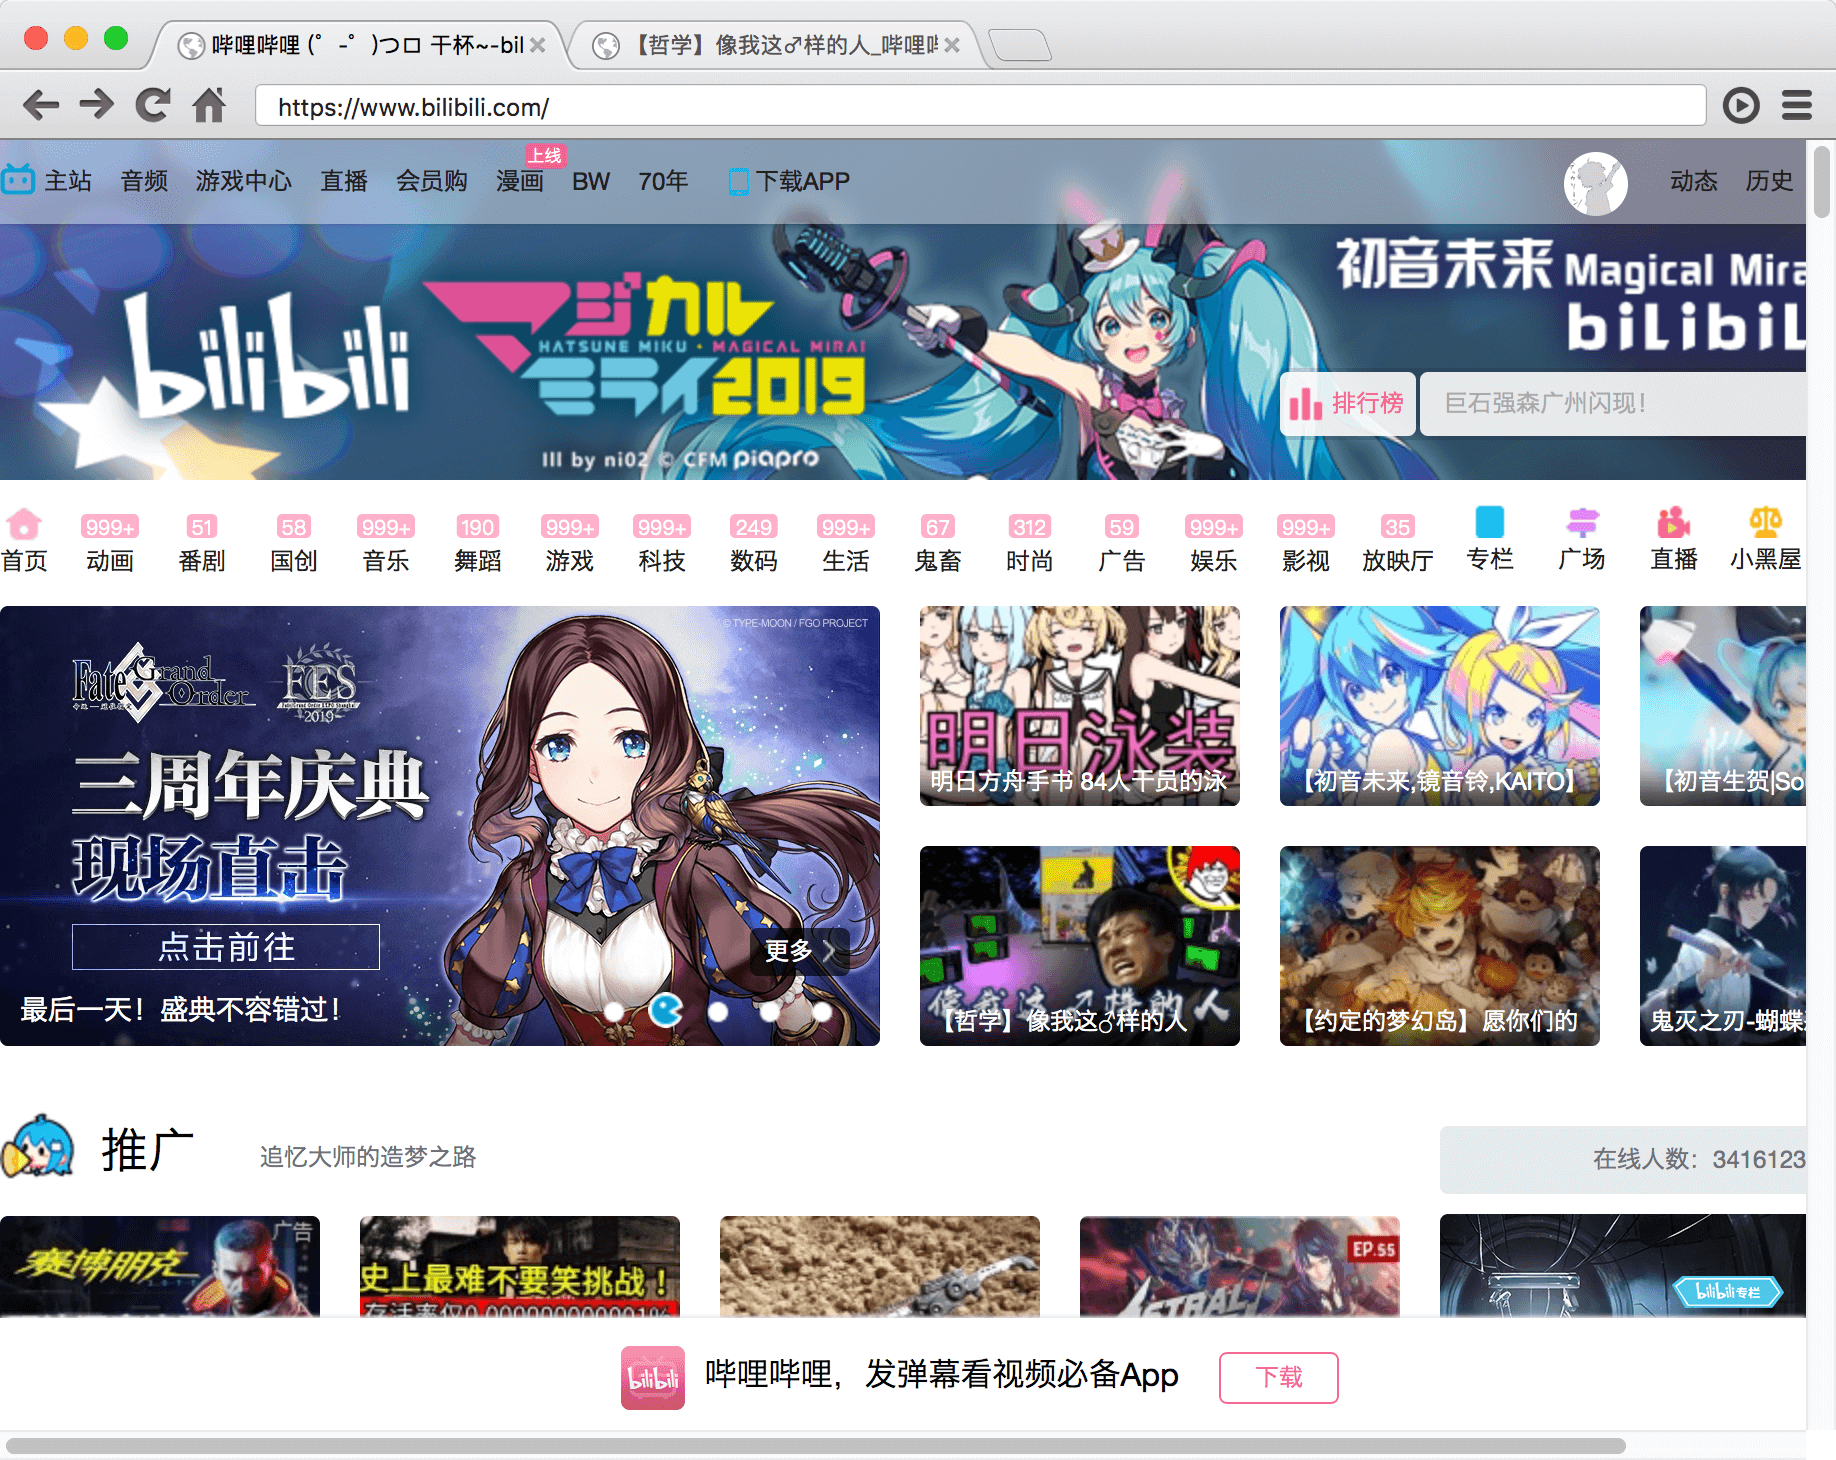 哔哩哔哩 (゜-゜)つロ 干杯~-bil
【哲学】像我这♂样的人_哔哩哔
https://www.bilibili.com/
主站
音频
游戏中心
直播
会员购
漫画
上线
BW
70年
下载APP
动态
历史
bilibili
マジカル
HATSUNE MIKU · MAGICAL MIRAI
ミライ2019
Ill by ni02 © CFM piapro
初音未来 Magical Mira
bilibil
排行榜
巨石强森广州闪现！
首页
999+
动画
51
番剧
58
国创
999+
音乐
190
舞蹈
999+
游戏
999+
科技
249
数码
999+
生活
67
鬼畜
312
时尚
59
广告
999+
娱乐
999+
影视
35
放映厅
专栏
广场
直播
小黑屋
© TYPE-MOON / FGO PROJECT
Fate Grand Order
FES
2019
三周年庆典
现场直击
点击前往
更多
最后一天！盛典不容错过！
明日泳装
明日方舟手书 84人干员的泳
【初音未来,镜音铃,KAITO】
【初音生贺|So
像我这♂样的人
【哲学】像我这♂样的人
【约定的梦幻岛】愿你们的
鬼灭之刃-蝴蝶
推广
追忆大师的造梦之路
在线人数：3416123
广告
赛博朋克
史上最难不要笑挑战！
存活率仅0.000000000001%
EP.55
ASTRAL
bilibili专栏
bilibili
哔哩哔哩，发弹幕看视频必备App
下载